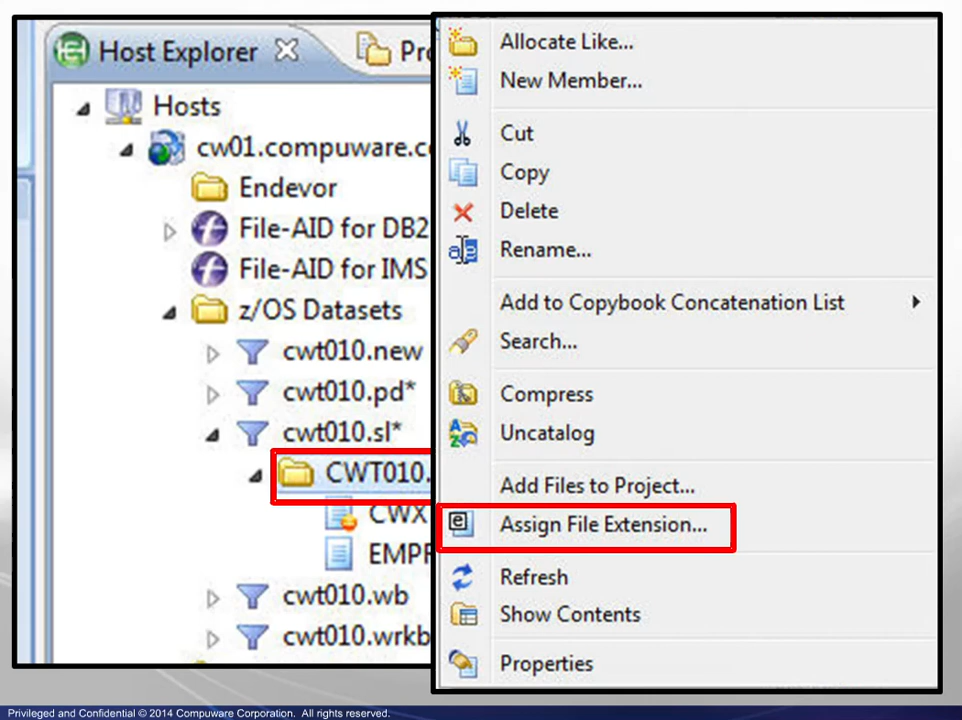 Host Explorer
Hosts
cw01.compuware.c
Endevor
File-AID for DB2
File-AID for IMS
z/OS Datasets
cwt010.new
cwt010.pd*
cwt010.sl*
CWT010.
CWX
cwt010.wb
cwt010.wrkb
Allocate Like...
New Member...
Cut
Copy
Delete
Rename...
Add to Copybook Concatenation List
Search...
Compress
Uncatalog
Add Files to Project...
Assign File Extension...
Refresh
Show Contents
Properties
Privileged and Confidential © 2014 Compuware Corporation. All rights reserved.